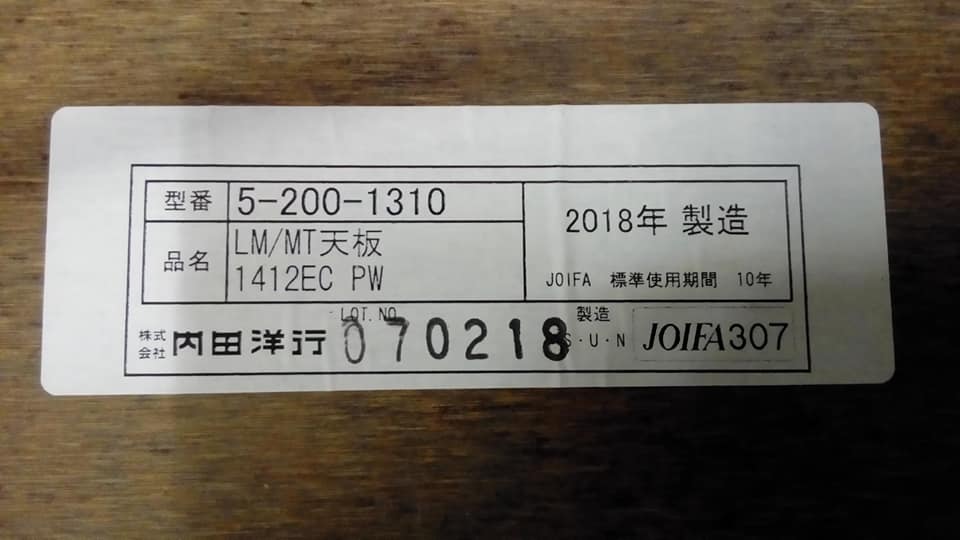 型番 5-200-1310
品名 LM/MT天板
1412EC PW
2018年 製造
JOIFA 標準使用期間 10年
株式会社 内田洋行
LOT.NO
070218
製造
S・U・N
JOIFA307